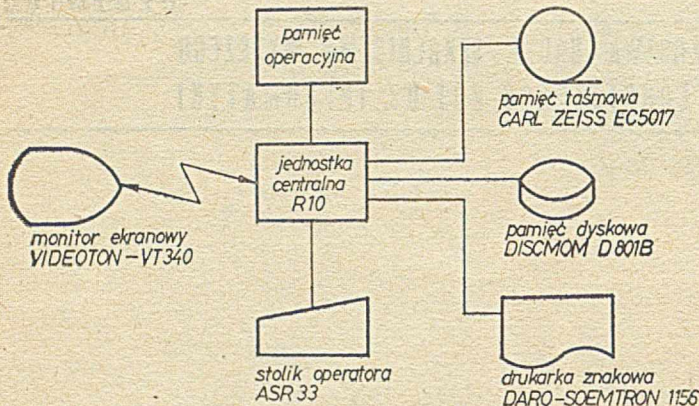 pamięć
operacyjna
pamięć taśmowa
CARL ZEISS EC5017
jednostka
centralna
R10
monitor ekranowy
VIDEOTON-VT340
pamięć dyskowa
DISCMOM D801B
stolik operatora
ASR 33
drukarka znakowa
DARO-SOEMTRON 1156